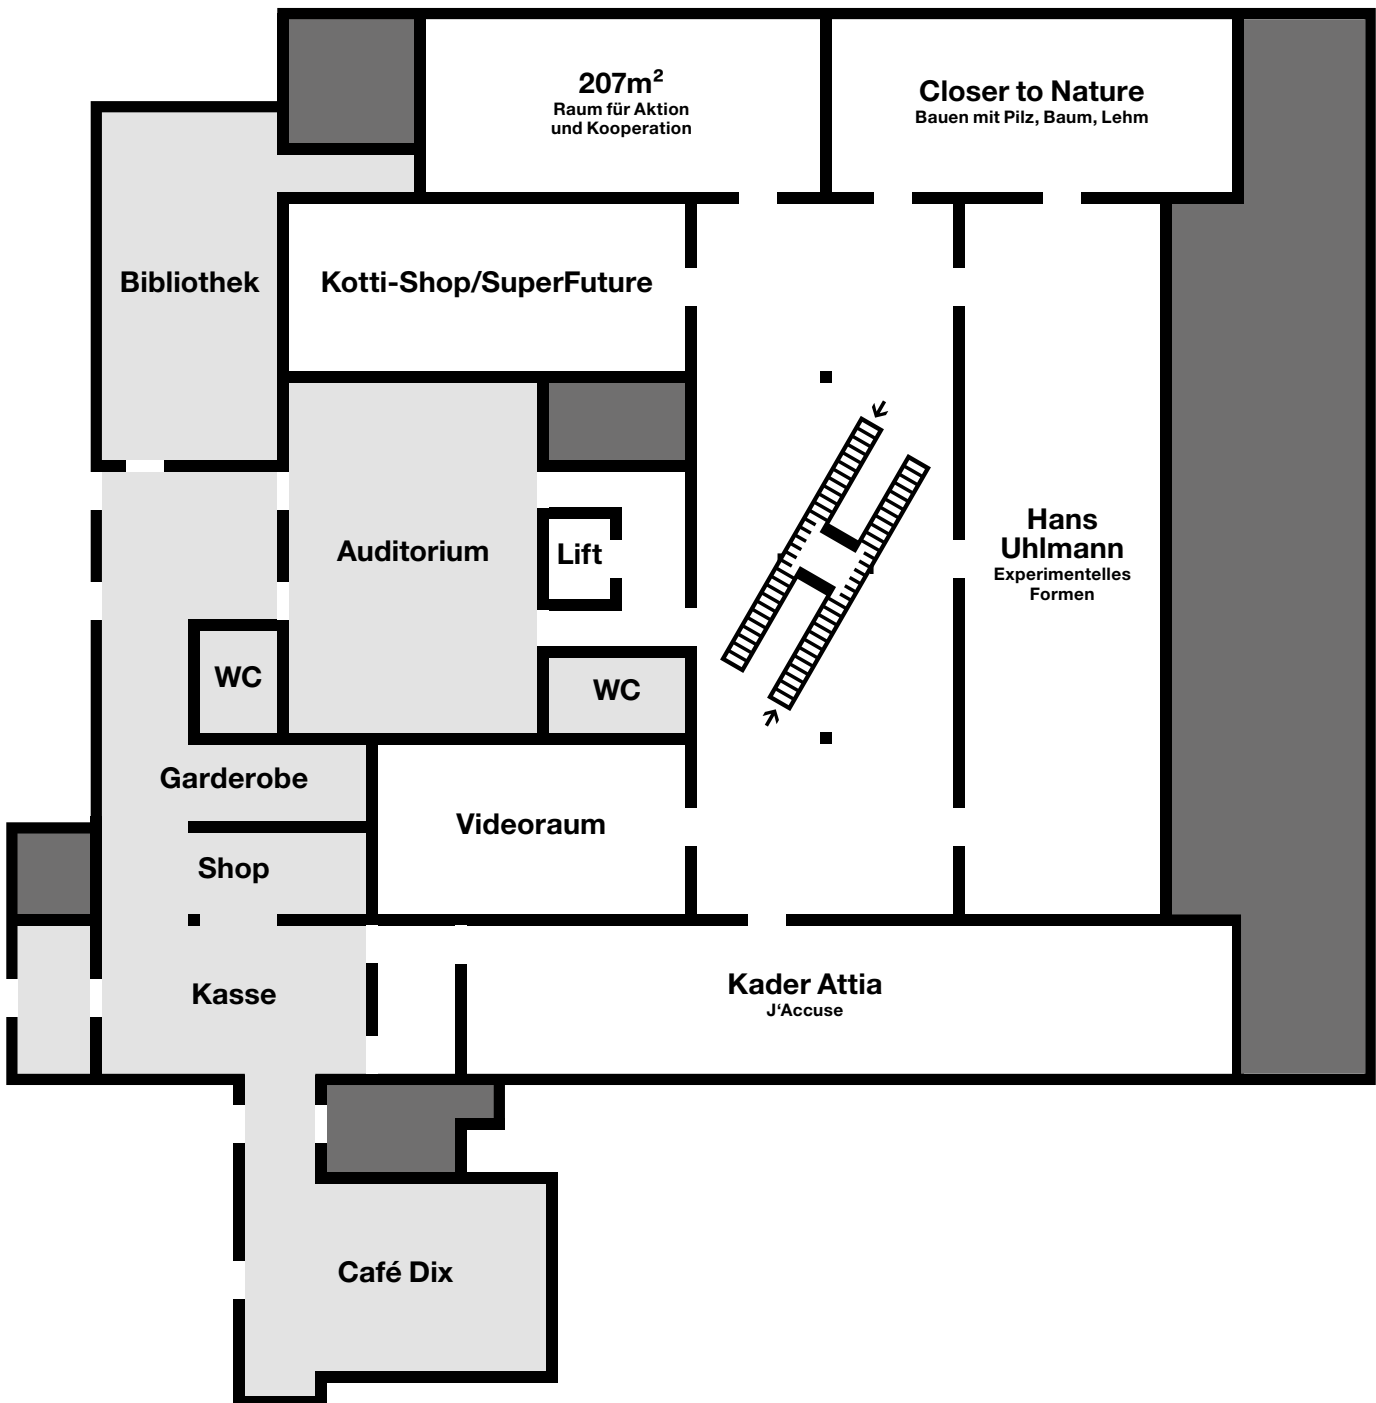 207m²
Raum für Aktion
und Kooperation
Closer to Nature
Bauen mit Pilz, Baum, Lehm
Bibliothek
Kotti-Shop/SuperFuture
Auditorium
Lift
Hans
Uhlmann
Experimentelles
Formen
WC
WC
Garderobe
Videoraum
Shop
Kasse
Kader Attia
J‘Accuse
Café Dix